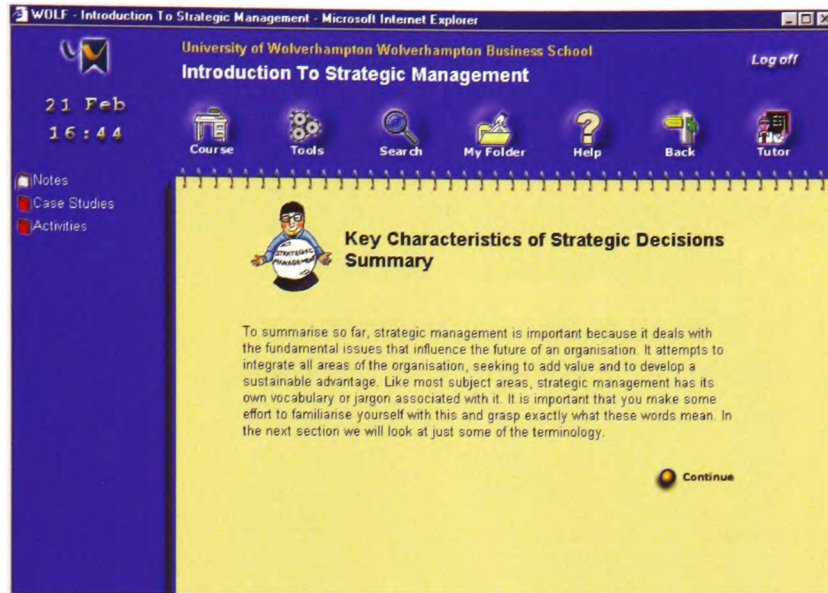 WOLF - Introduction To Strategic Management - Microsoft Internet Explorer
University of Wolverhampton Wolverhampton Business School
Introduction To Strategic Management
Log off
21 Feb
16:44
Course
Tools
Search
My Folder
Help
Back
Tutor
Notes
Case Studies
Activities
STRATEGIC
MANAGEMENT
Key Characteristics of Strategic Decisions
Summary
To summarise so far, strategic management is important because it deals with
the fundamental issues that influence the future of an organisation. It attempts to
integrate all areas of the organisation, seeking to add value and to develop a
sustainable advantage. Like most subject areas, strategic management has its
own vocabulary or jargon associated with it. It is important that you make some
effort to familiarise yourself with this and grasp exactly what these words mean. In
the next section we will look at just some of the terminology.
Continue